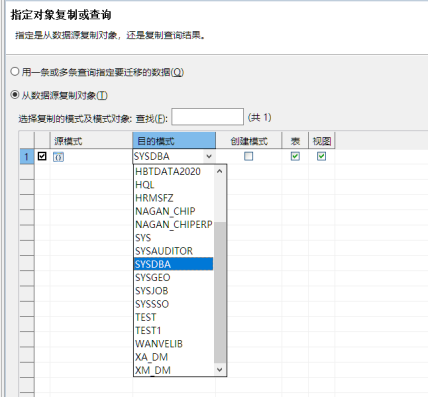 指定对象复制或查询
指定是从数据源复制对象，还是复制查询结果。
用一条或多条查询指定要迁移的数据(Q)
从数据源复制对象(T)
选择复制的模式及模式对象: 查找(F): (共 1)
源模式 目的模式 创建模式 表 视图
1 SYSDBA
HBTDATA2020
HQL
HRMSFZ
NAGAN_CHIP
NAGAN_CHIPERP
SYS
SYSAUDITOR
SYSDBA
SYSGEO
SYSJOB
SYSSSO
TEST
TEST1
WANVELIB
XA_DM
XM_DM